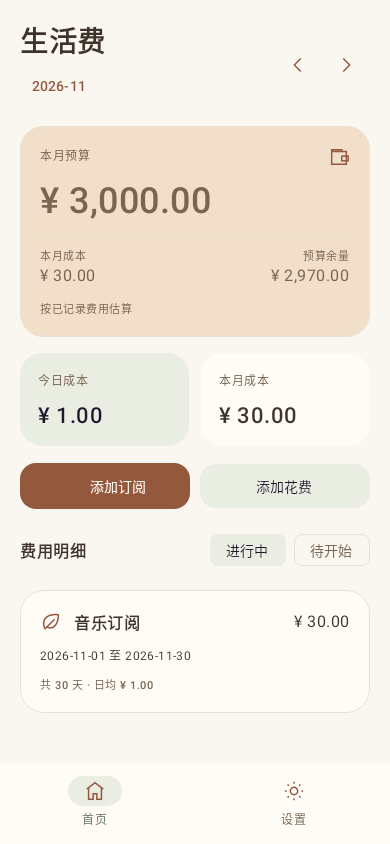 生活费
2026-11
本月预算
¥ 3,000.00
本月成本 预算余量
¥ 30.00 ¥ 2,970.00
按已记录费用估算
今日成本 本月成本
¥ 1.00 ¥ 30.00
添加订阅 添加花费
费用明细 进行中 待开始
音乐订阅 ¥ 30.00
2026-11-01 至 2026-11-30
共 30 天 · 日均 ¥ 1.00
首页 设置